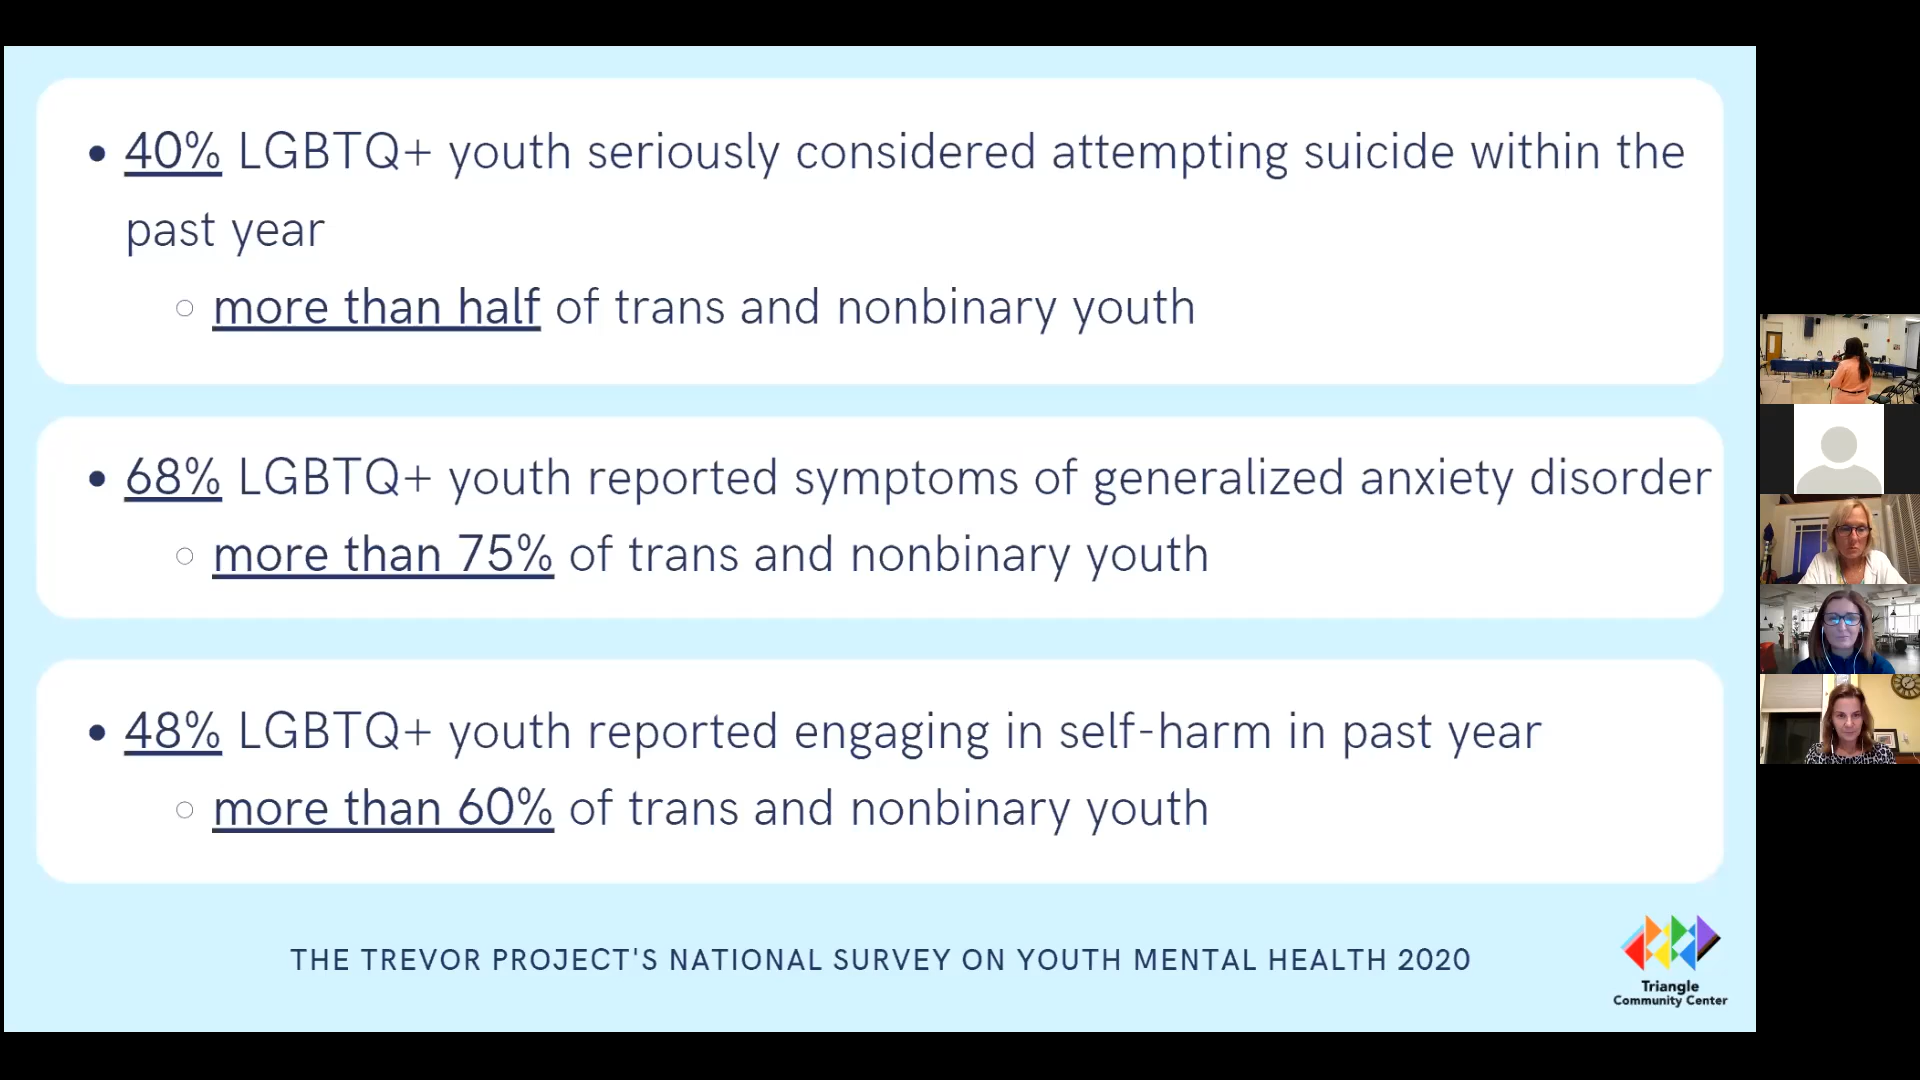 • 40% LGBTQ+ youth seriously considered attempting suicide within the
past year
○ more than half of trans and nonbinary youth
• 68% LGBTQ+ youth reported symptoms of generalized anxiety disorder
○ more than 75% of trans and nonbinary youth
• 48% LGBTQ+ youth reported engaging in self-harm in past year
○ more than 60% of trans and nonbinary youth
THE TREVOR PROJECT'S NATIONAL SURVEY ON YOUTH MENTAL HEALTH 2020
Triangle
Community Center